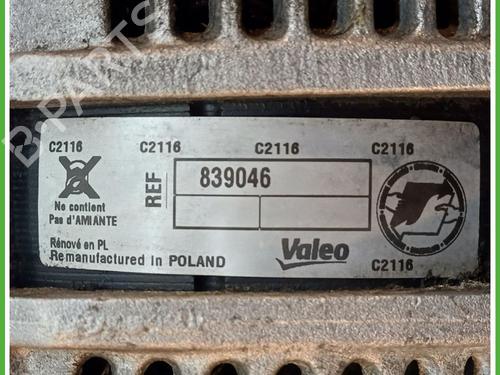 B-PARTS
C2116 C2116 C2116 C2116
REF
839046
Ne contient
Pas d'AMIANTE
Rénové en PL
Remanufactured in POLAND
Valeo
C2116